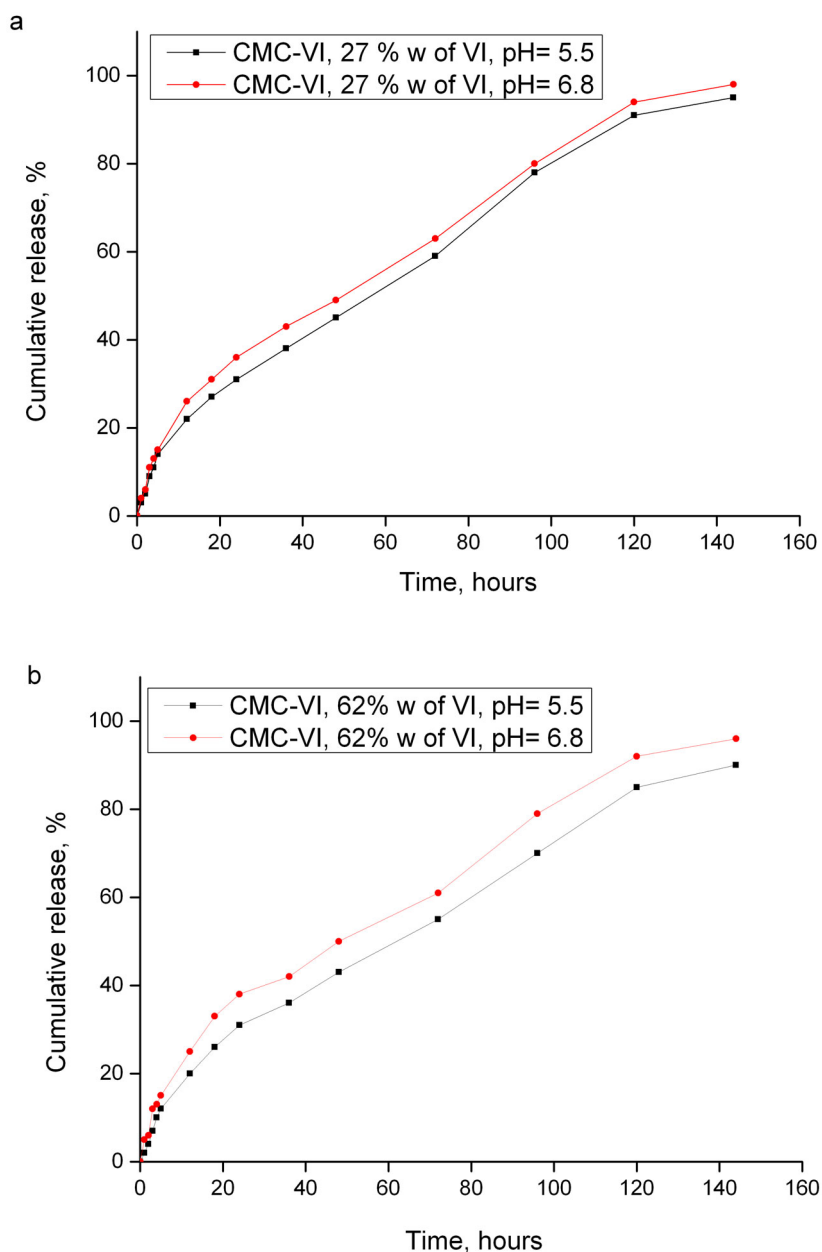 a
CMC-VI, 27 % w of VI, pH= 5.5
CMC-VI, 27 % w of VI, pH= 6.8
100
80
60
40
20
0
Cumulative release, %
0 20 40 60 80 100 120 140 160
Time, hours
b
CMC-VI, 62% w of VI, pH= 5.5
CMC-VI, 62% w of VI, pH= 6.8
100
80
60
40
20
0
Cumulative release, %
0 20 40 60 80 100 120 140 160
Time, hours